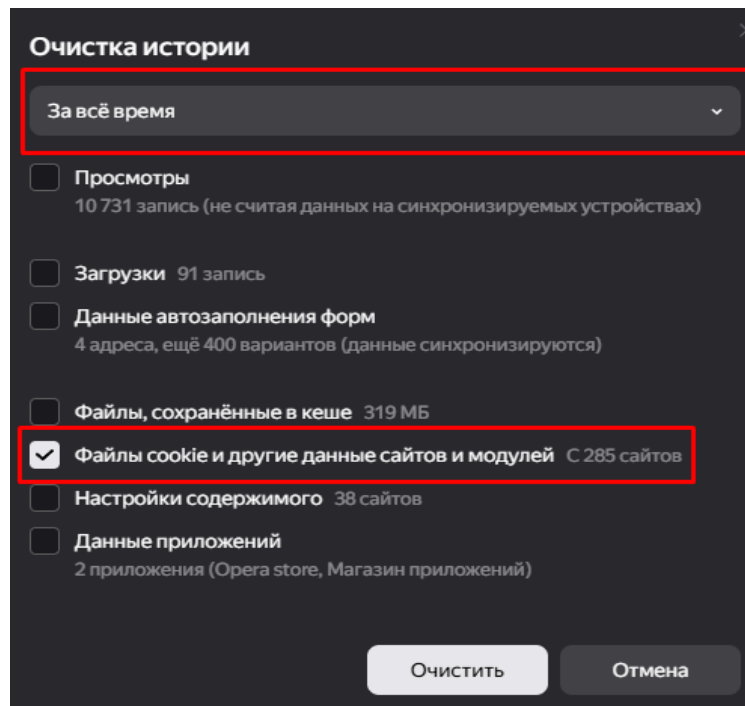 Очистка истории
За всё время
Просмотры
10 731 запись (не считая данных на синхронизируемых устройствах)
Загрузки 91 запись
Данные автозаполнения форм
4 адреса, ещё 400 вариантов (данные синхронизируются)
Файлы, сохранённые в кеше 319 МБ
Файлы cookie и другие данные сайтов и модулей С 285 сайтов
Настройки содержимого 38 сайтов
Данные приложений
2 приложения (Opera store, Магазин приложений)
Очистить Отмена